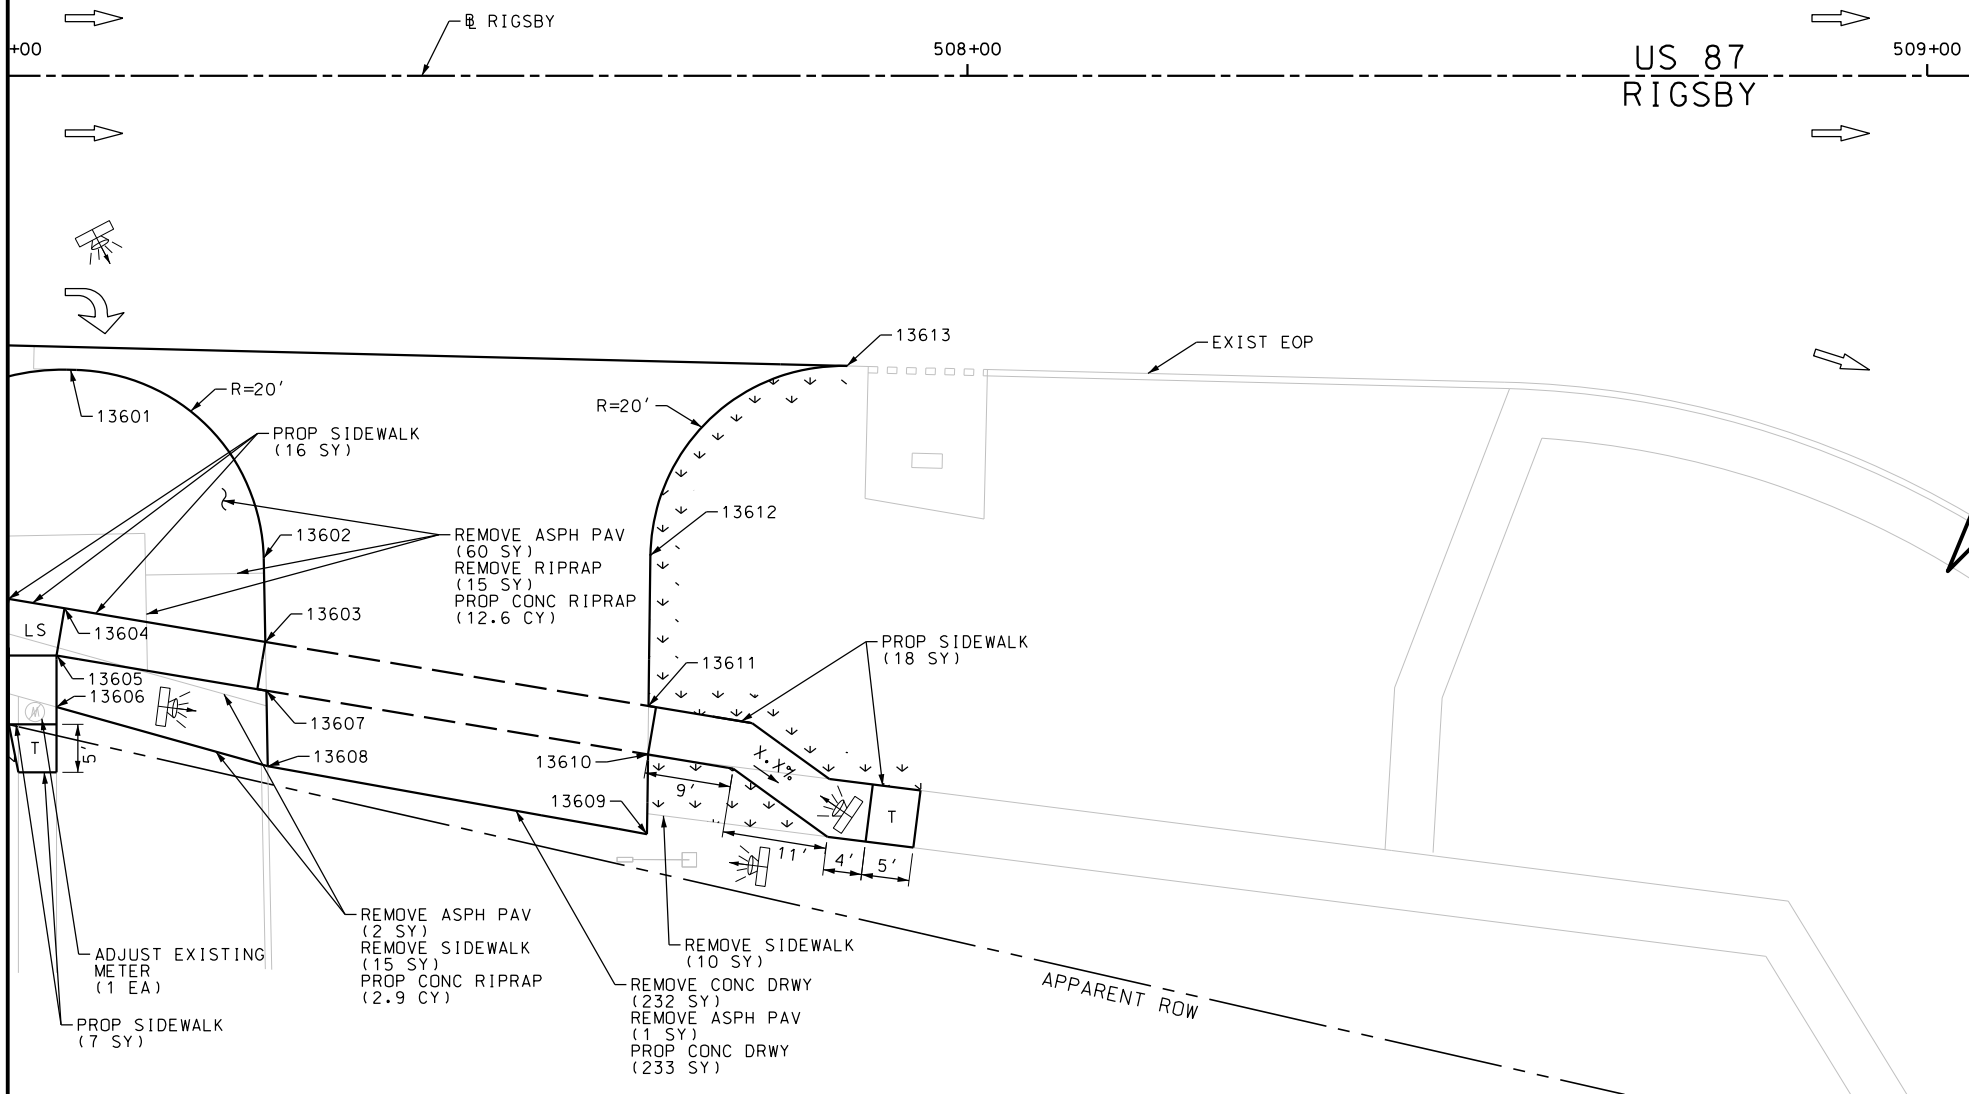 BL RIGSBY
+00
508+00
509+00
US 87
RIGSBY
13613
EXIST EOP
R=20'
13601
R=20'
PROP SIDEWALK
(16 SY)
13612
13602
REMOVE ASPH PAV
(60 SY)
REMOVE RIPRAP
(15 SY)
PROP CONC RIPRAP
(12.6 CY)
13603
LS
13604
PROP SIDEWALK
(18 SY)
13611
13605
13606
13607
T
5'
13608
13610
X.X%
9'
13609
T
11'
4'
5'
REMOVE ASPH PAV
(2 SY)
REMOVE SIDEWALK
(15 SY)
PROP CONC RIPRAP
(2.9 CY)
ADJUST EXISTING
METER
(1 EA)
REMOVE SIDEWALK
(10 SY)
REMOVE CONC DRWY
(232 SY)
REMOVE ASPH PAV
(1 SY)
PROP CONC DRWY
(233 SY)
APPARENT ROW
PROP SIDEWALK
(7 SY)